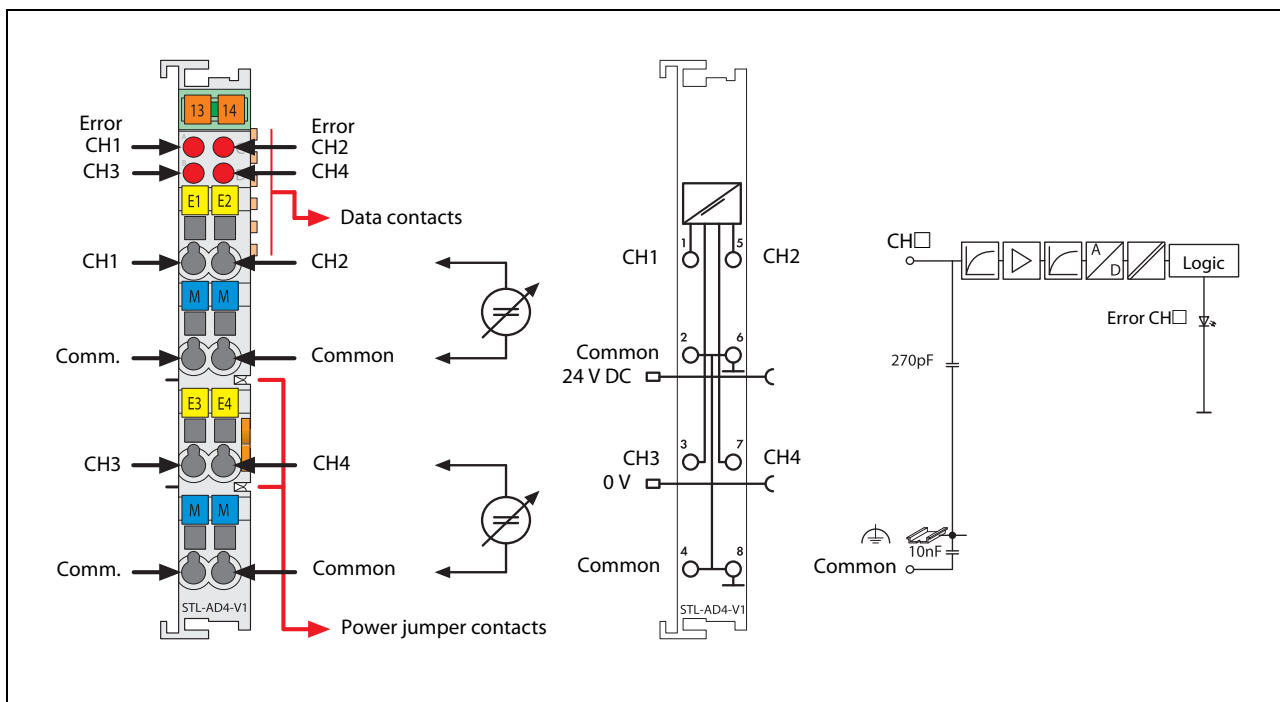 13 14
Error
CH1
CH3
Error
CH2
CH4
A
B
E1 E2
Data contacts
CH1
CH2
M M
Comm.
Common
E3 E4
CH3
CH4
M M
Comm.
Common
STL-AD4-V1
Power jumper contacts
1 5
CH1
CH2
2 6
Common
24 V DC
3 7
CH3
CH4
0 V
4 8
Common
STL-AD4-V1
CH□
A
D
Logic
Error CH□
270pF
10nF
Common